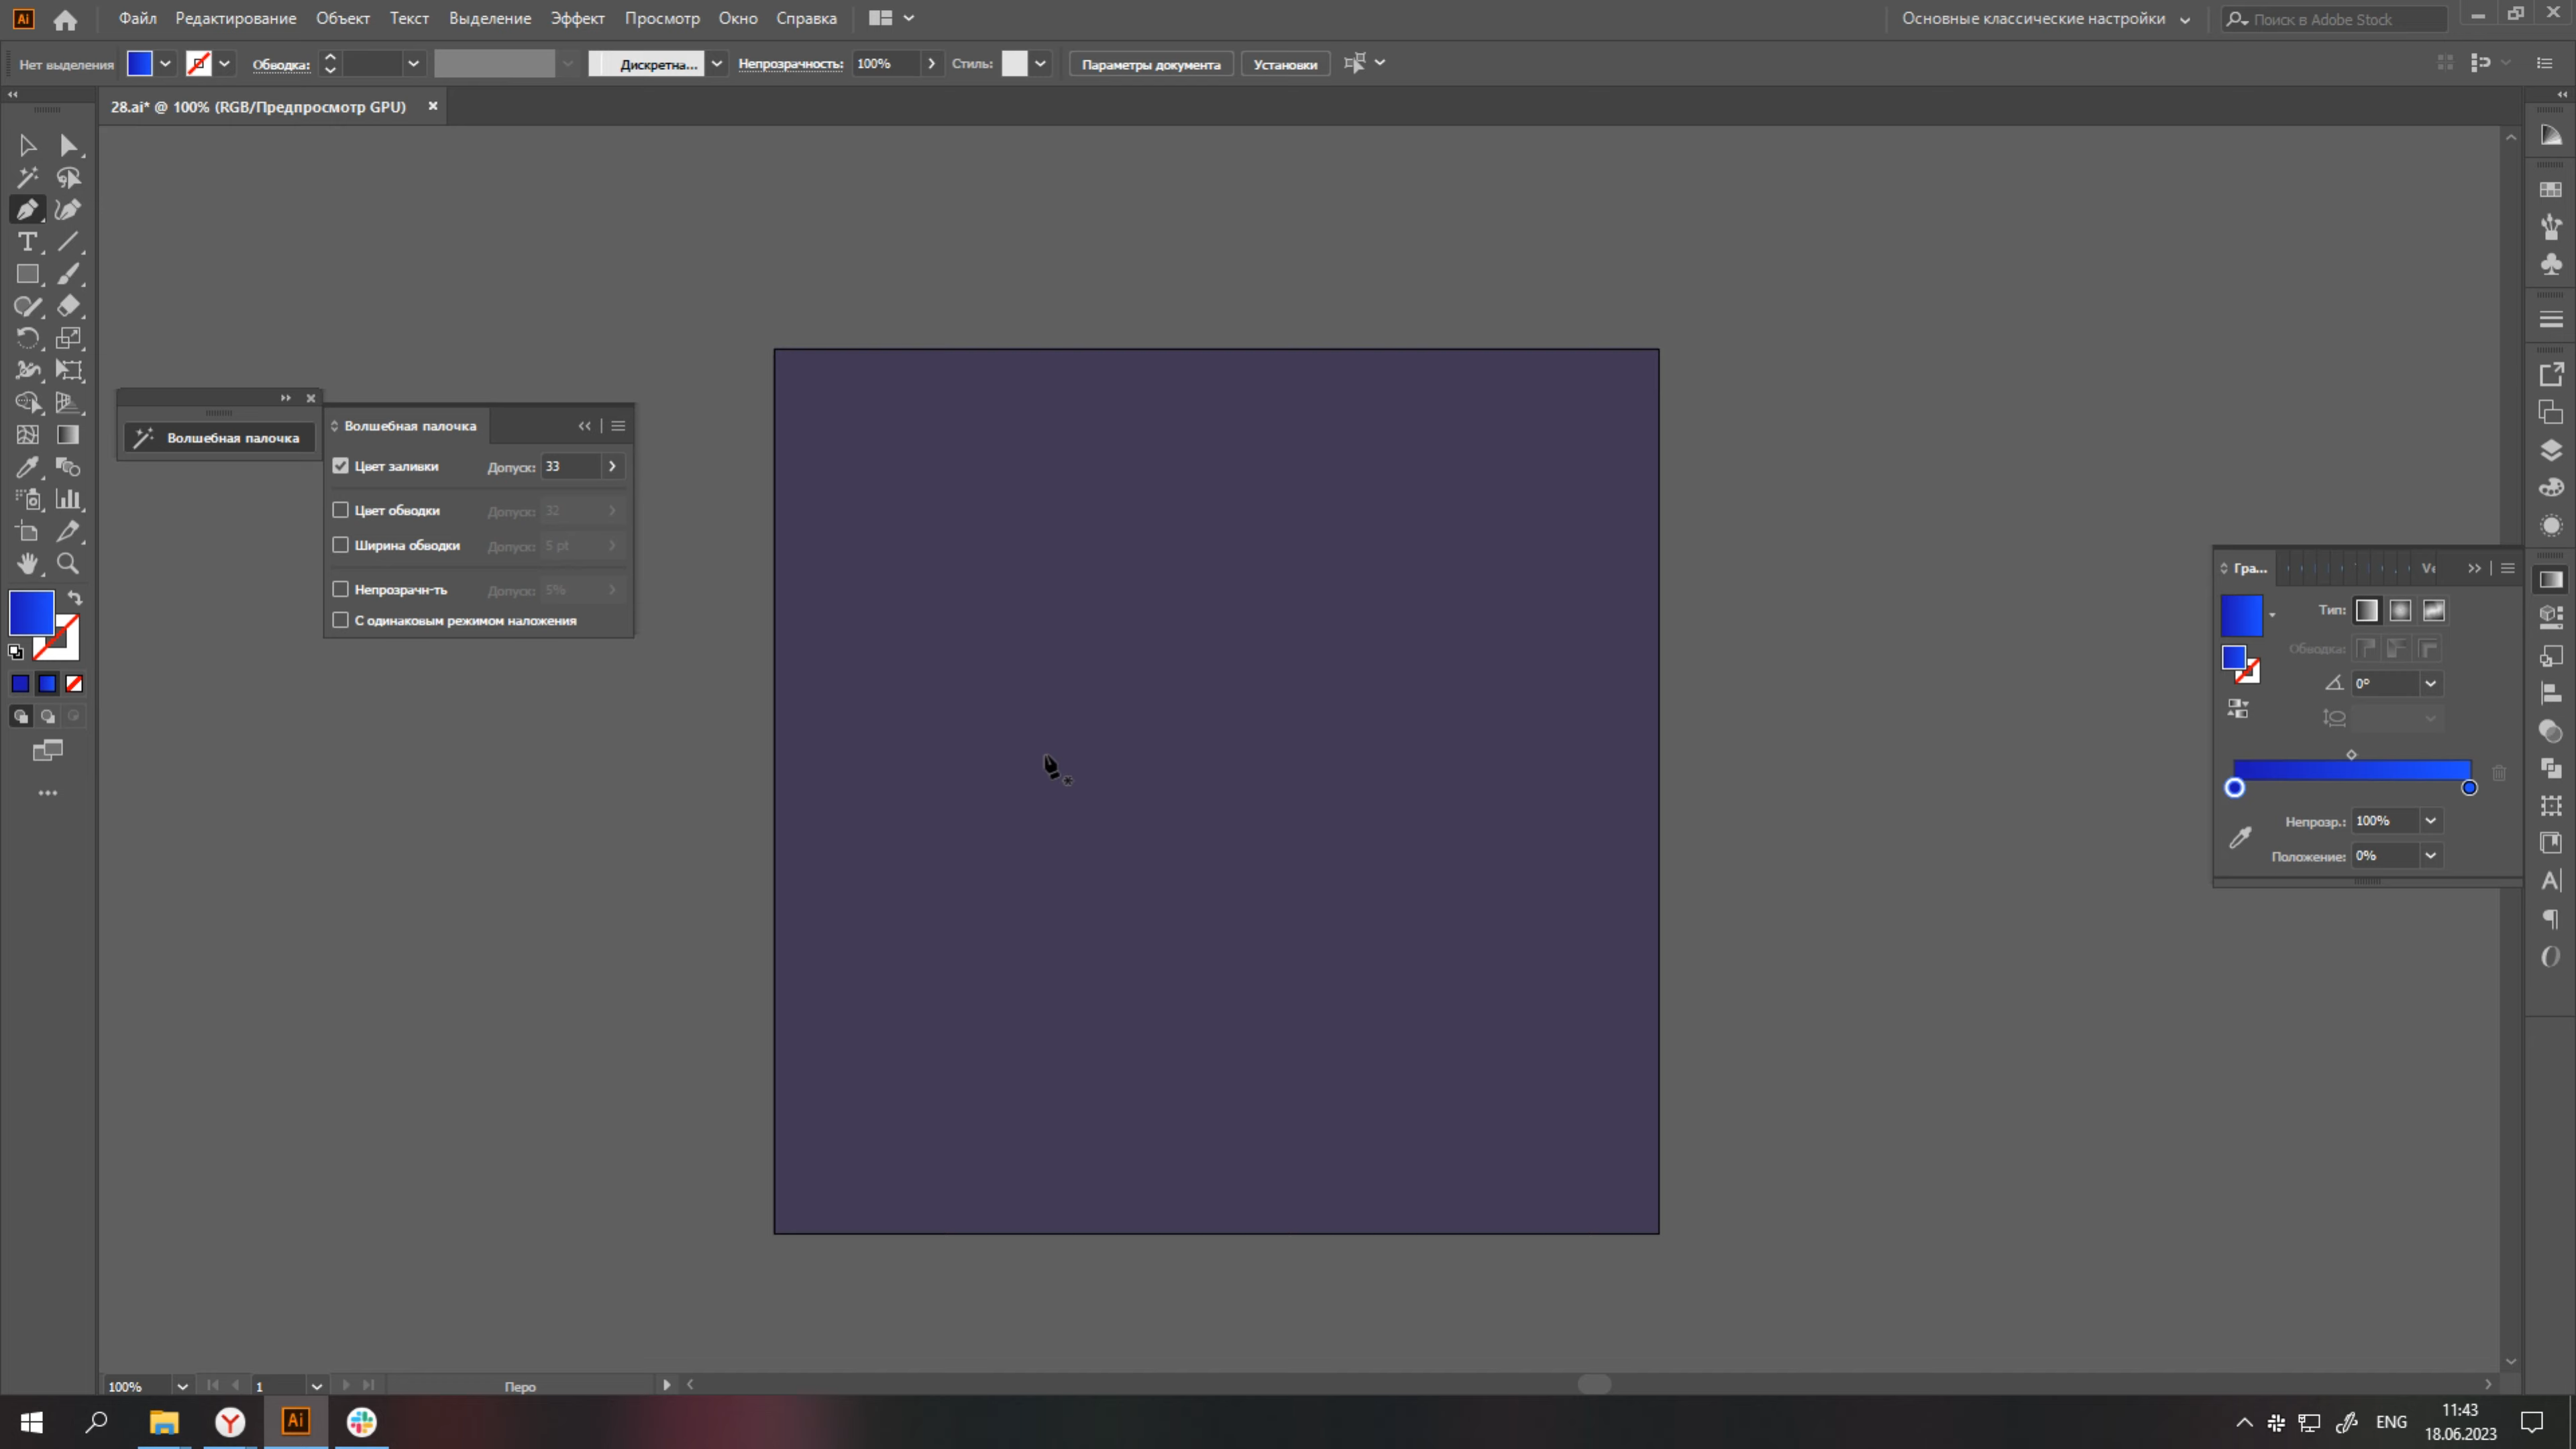 Ai Файл Редактирование Объект Текст Выделение Эффект Просмотр Окно Справка Основные классические настройки Поиск в Adobe Stock
Нет выделения Обводка: Дискретна... Непрозрачность: 100% Стиль: Параметры документа Установки
28.ai* @ 100% (RGB/Предпросмотр GPU)
Волшебная палочка
Волшебная палочка
Цвет заливки Допуск: 33
Цвет обводки Допуск: 32
Ширина обводки Допуск: 5 pt
Непрозрачн-ть Допуск: 5%
С одинаковым режимом наложения
Гра...
Тип:
Обводка:
0°
Непрозр.: 100%
Положение: 0%
100% 1 Перо
Ai ENG 11:43
18.06.2023